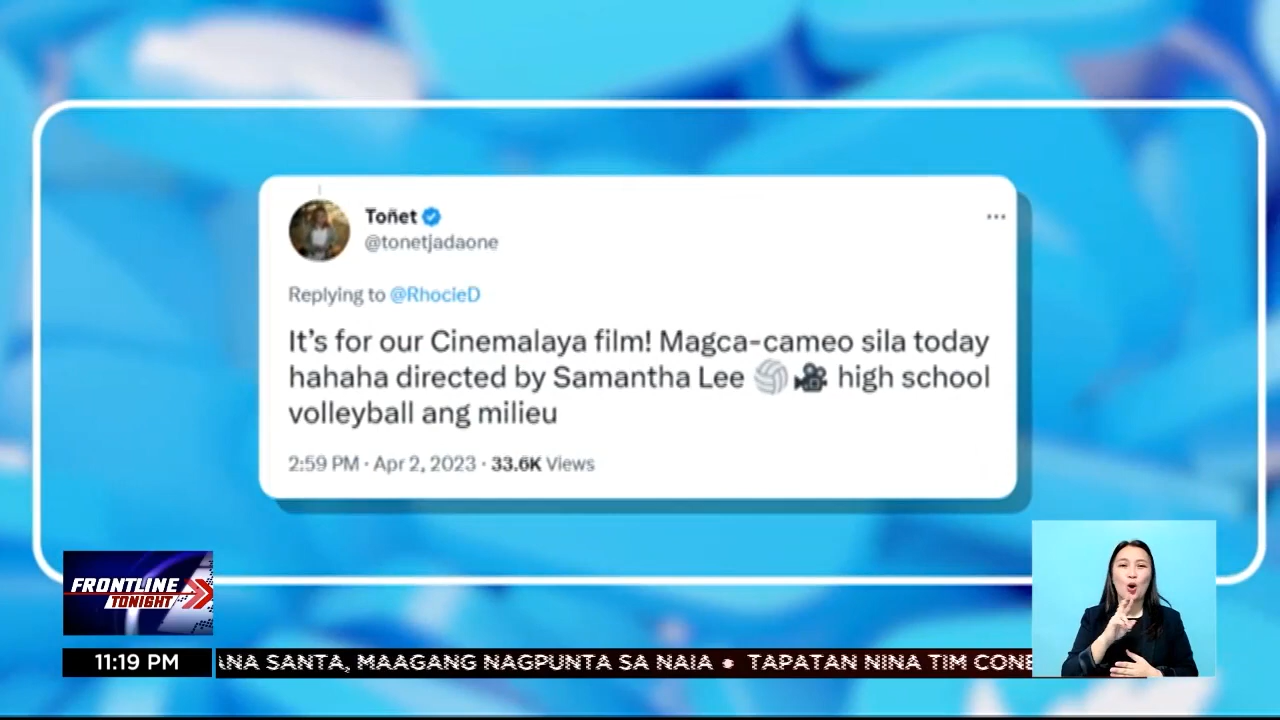 Toñet
@tonetjadaone
Replying to @RhocieD
It's for our Cinemalaya film! Magca-cameo sila today
hahaha directed by Samantha Lee 🏐🎥 high school
volleyball ang milieu
2:59 PM · Apr 2, 2023 · 33.6K Views
FRONTLINE
TONIGHT
11:19 PM
ANA SANTA, MAAGANG NAGPUNTA SA NAIA • TAPATAN NINA TIM CONE